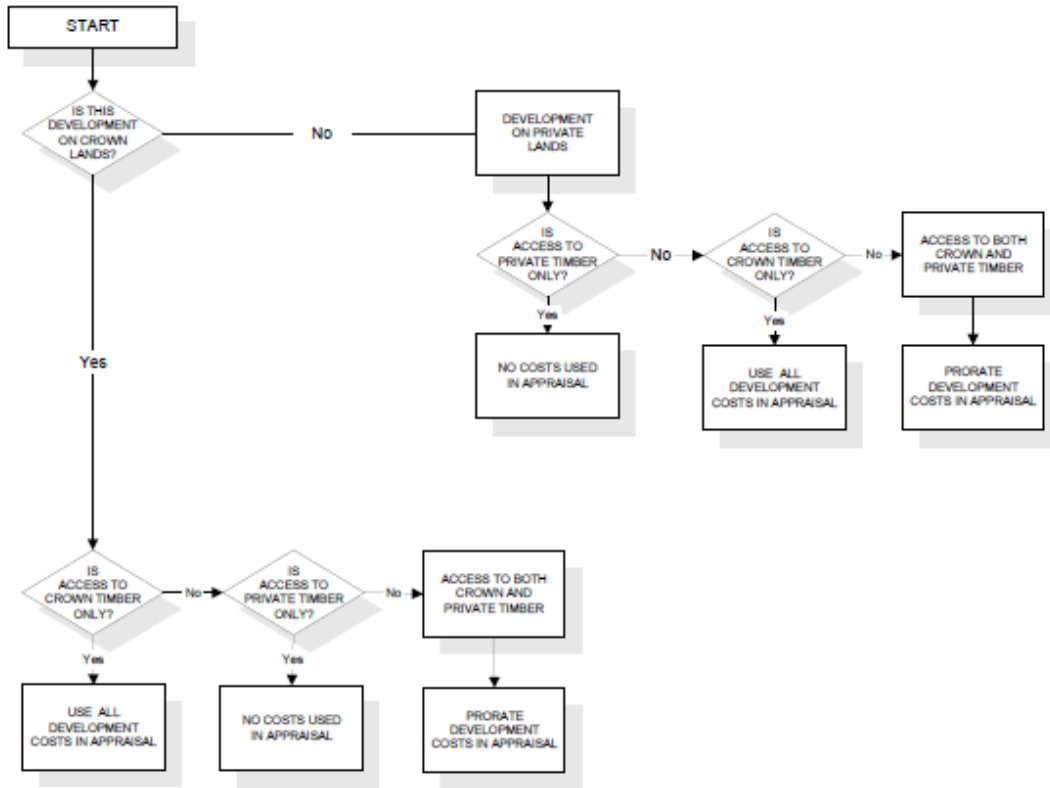 START
IS THIS
DEVELOPMENT
ON CROWN
LANDS?
No
DEVELOPMENT
ON PRIVATE
LANDS
IS
ACCESS TO
PRIVATE TIMBER
ONLY?
No
IS
ACCESS TO
CROWN TIMBER
ONLY?
No
ACCESS TO BOTH
CROWN AND
PRIVATE TIMBER
Yes
NO COSTS USED
IN APPRAISAL
Yes
USE ALL
DEVELOPMENT
COSTS IN APPRAISAL
PRORATE
DEVELOPMENT
COSTS IN APPRAISAL
Yes
IS
ACCESS TO
CROWN TIMBER
ONLY?
No
IS
ACCESS TO
PRIVATE TIMBER
ONLY?
No
ACCESS TO BOTH
CROWN AND
PRIVATE TIMBER
Yes
USE ALL
DEVELOPMENT
COSTS IN APPRAISAL
Yes
NO COSTS USED
IN APPRAISAL
PRORATE
DEVELOPMENT
COSTS IN APPRAISAL